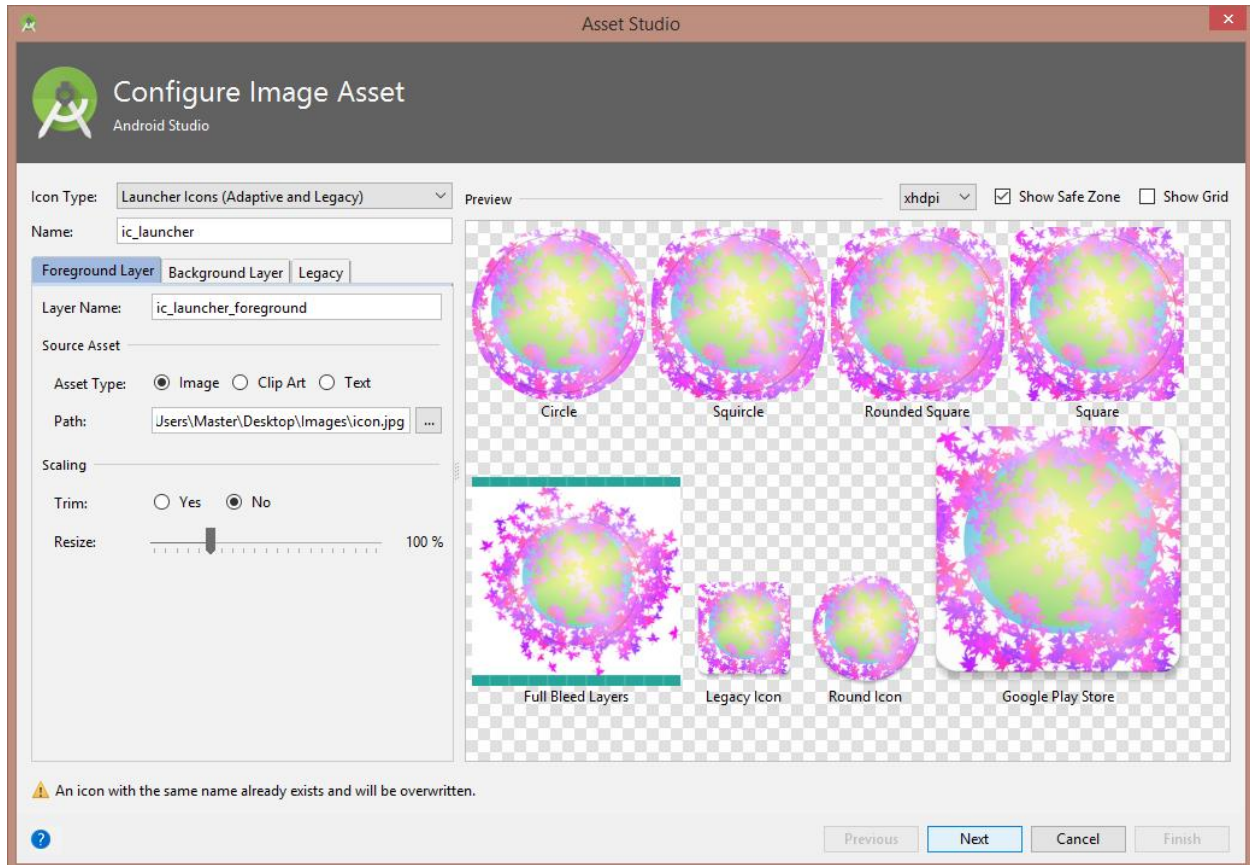 Asset Studio
Configure Image Asset
Android Studio
Icon Type: Launcher Icons (Adaptive and Legacy)
Name: ic_launcher
Foreground Layer Background Layer Legacy
Layer Name: ic_launcher_foreground
Source Asset
Asset Type: Image Clip Art Text
Path: Users\Master\Desktop\Images\icon.jpg ...
Scaling
Trim: Yes No
Resize: 100 %
Preview xhdpi Show Safe Zone Show Grid
Circle Squircle Rounded Square Square
Full Bleed Layers Legacy Icon Round Icon Google Play Store
An icon with the same name already exists and will be overwritten.
? Previous Next Cancel Finish